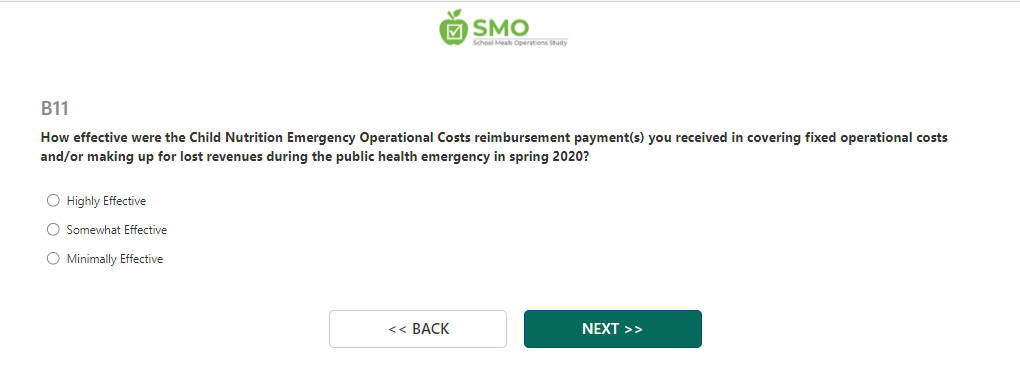 SMO
School Meals Operations Study
B11
How effective were the Child Nutrition Emergency Operational Costs reimbursement payment(s) you received in covering fixed operational costs
and/or making up for lost revenues during the public health emergency in spring 2020?
Highly Effective
Somewhat Effective
Minimally Effective
<< BACK
NEXT >>